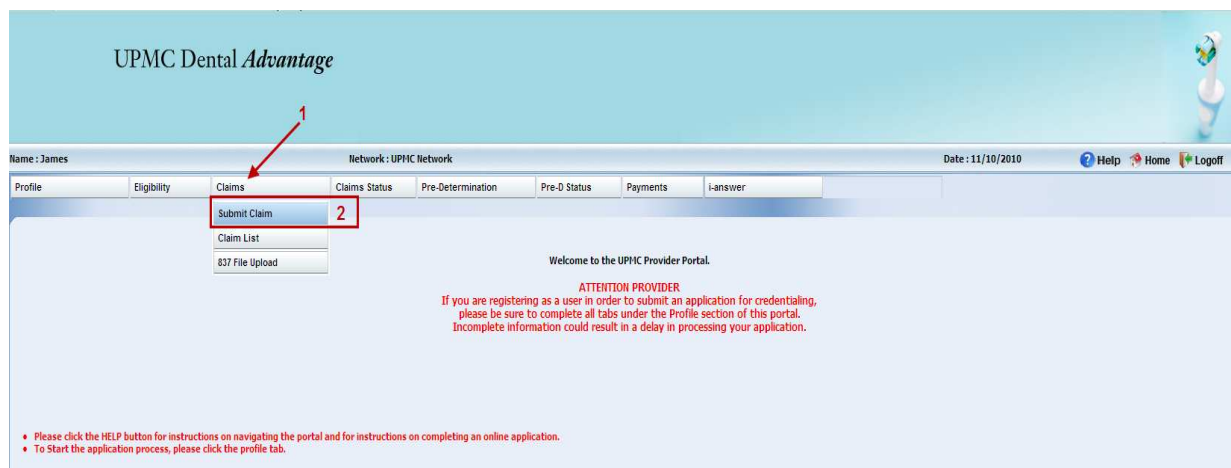 UPMC Dental Advantage
1
Name : James Network : UPMC Network Date : 11/10/2010 Help Home Logoff
Profile Eligibility Claims Claims Status Pre-Determination Pre-D Status Payments i-answer
Submit Claim 2
Claim List
837 File Upload
Welcome to the UPMC Provider Portal.
ATTENTION PROVIDER
If you are registering as a user in order to submit an application for credentialing,
please be sure to complete all tabs under the Profile section of this portal.
Incomplete information could result in a delay in processing your application.
• Please click the HELP button for instructions on navigating the portal and for instructions on completing an online application.
• To Start the application process, please click the profile tab.